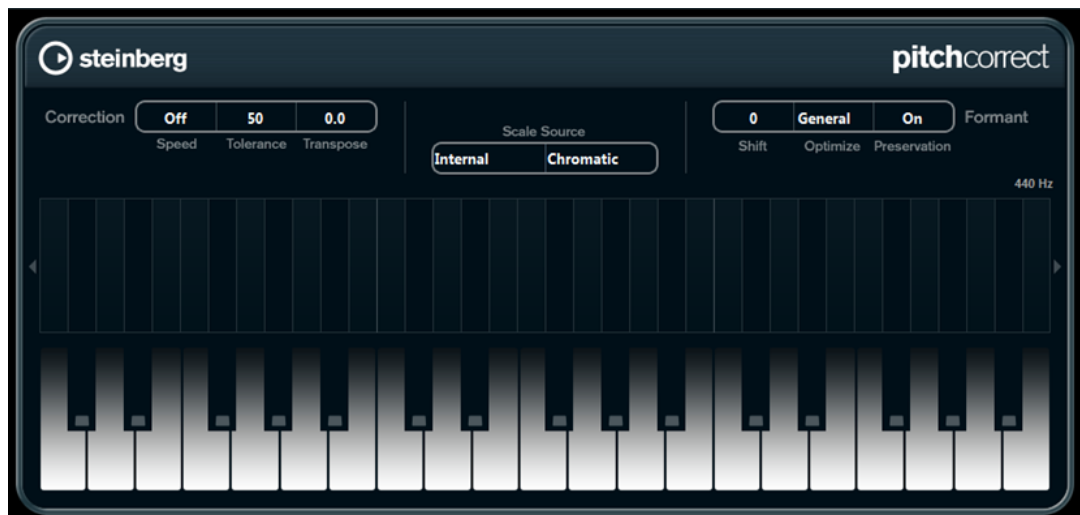 steinberg
pitchcorrect
Correction Off 50 0.0
Speed Tolerance Transpose
Scale Source
Internal Chromatic
0 General On Formant
Shift Optimize Preservation
440 Hz